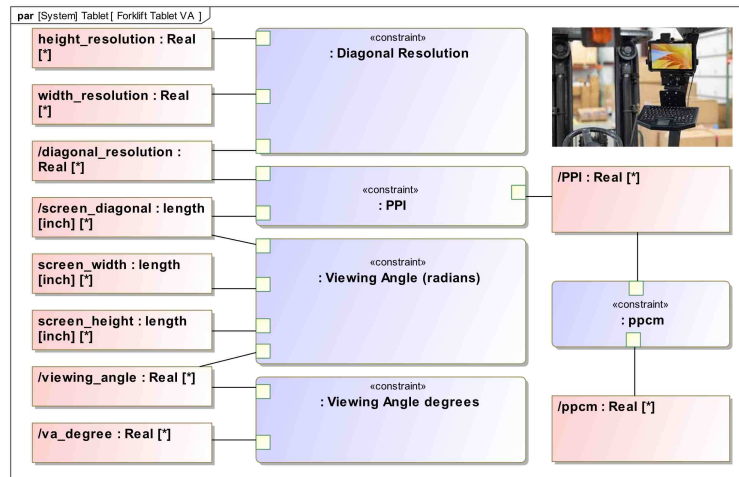 par [System] Tablet [ Forklift Tablet VA ]
height_resolution : Real
[*]
width_resolution : Real
[*]
/diagonal_resolution :
Real [*]
/screen_diagonal : length
[inch] [*]
screen_width : length
[inch] [*]
screen_height : length
[inch] [*]
/viewing_angle : Real [*]
/va_degree : Real [*]
«constraint»
: Diagonal Resolution
«constraint»
: PPI
«constraint»
: Viewing Angle (radians)
«constraint»
: Viewing Angle degrees
/PPI : Real [*]
«constraint»
: ppcm
/ppcm : Real [*]